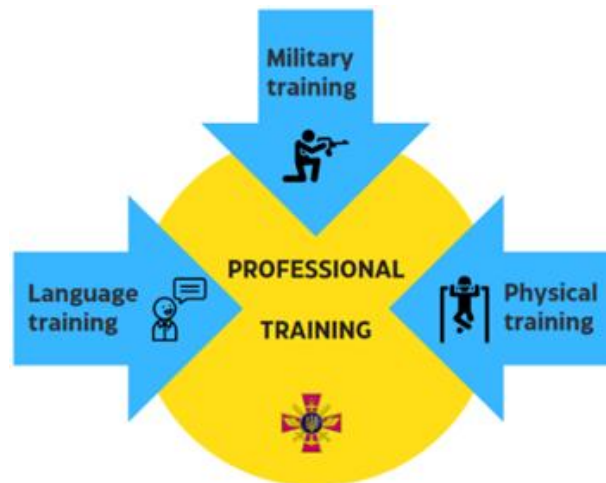 Military
training
PROFESSIONAL
TRAINING
Language
training
Physical
training